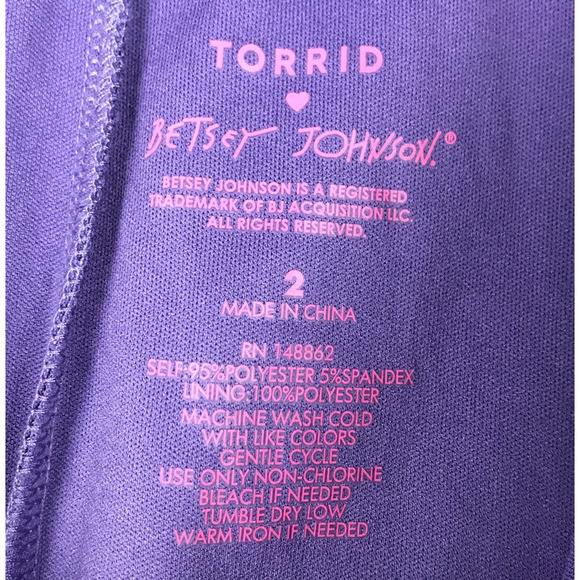 TORRID
BETSEY JOHNSON.®
BETSEY JOHNSON IS A REGISTERED
TRADEMARK OF BJ ACQUISITION LLC.
ALL RIGHTS RESERVED.
2
MADE IN CHINA
RN 148862
SELF:95%POLYESTER 5%SPANDEX
LINING:100%POLYESTER
MACHINE WASH COLD
WITH LIKE COLORS
GENTLE CYCLE
USE ONLY NON-CHLORINE
BLEACH IF NEEDED
TUMBLE DRY LOW
WARM IRON IF NEEDED